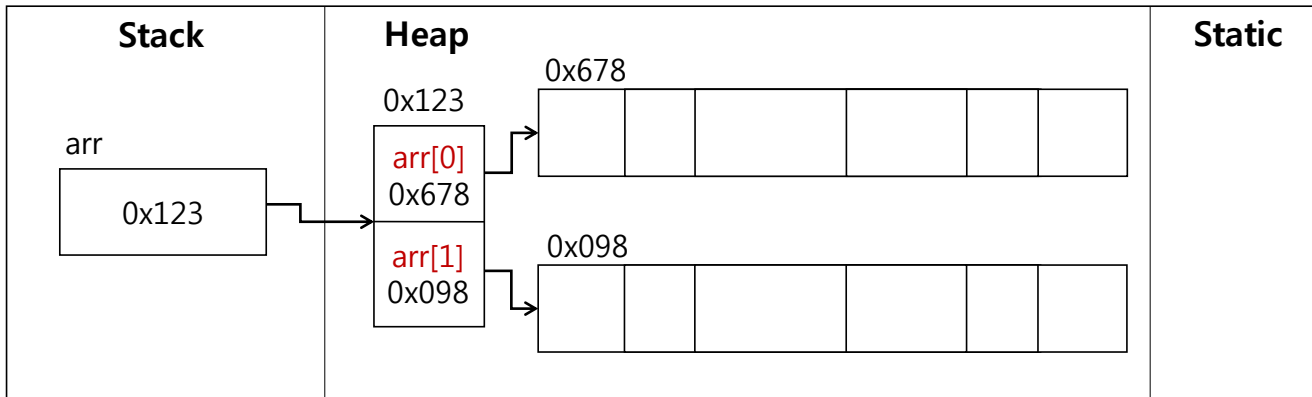 Stack
Heap
Static
arr
0x123
0x123
arr[0]
0x678
arr[1]
0x098
0x678
0x098